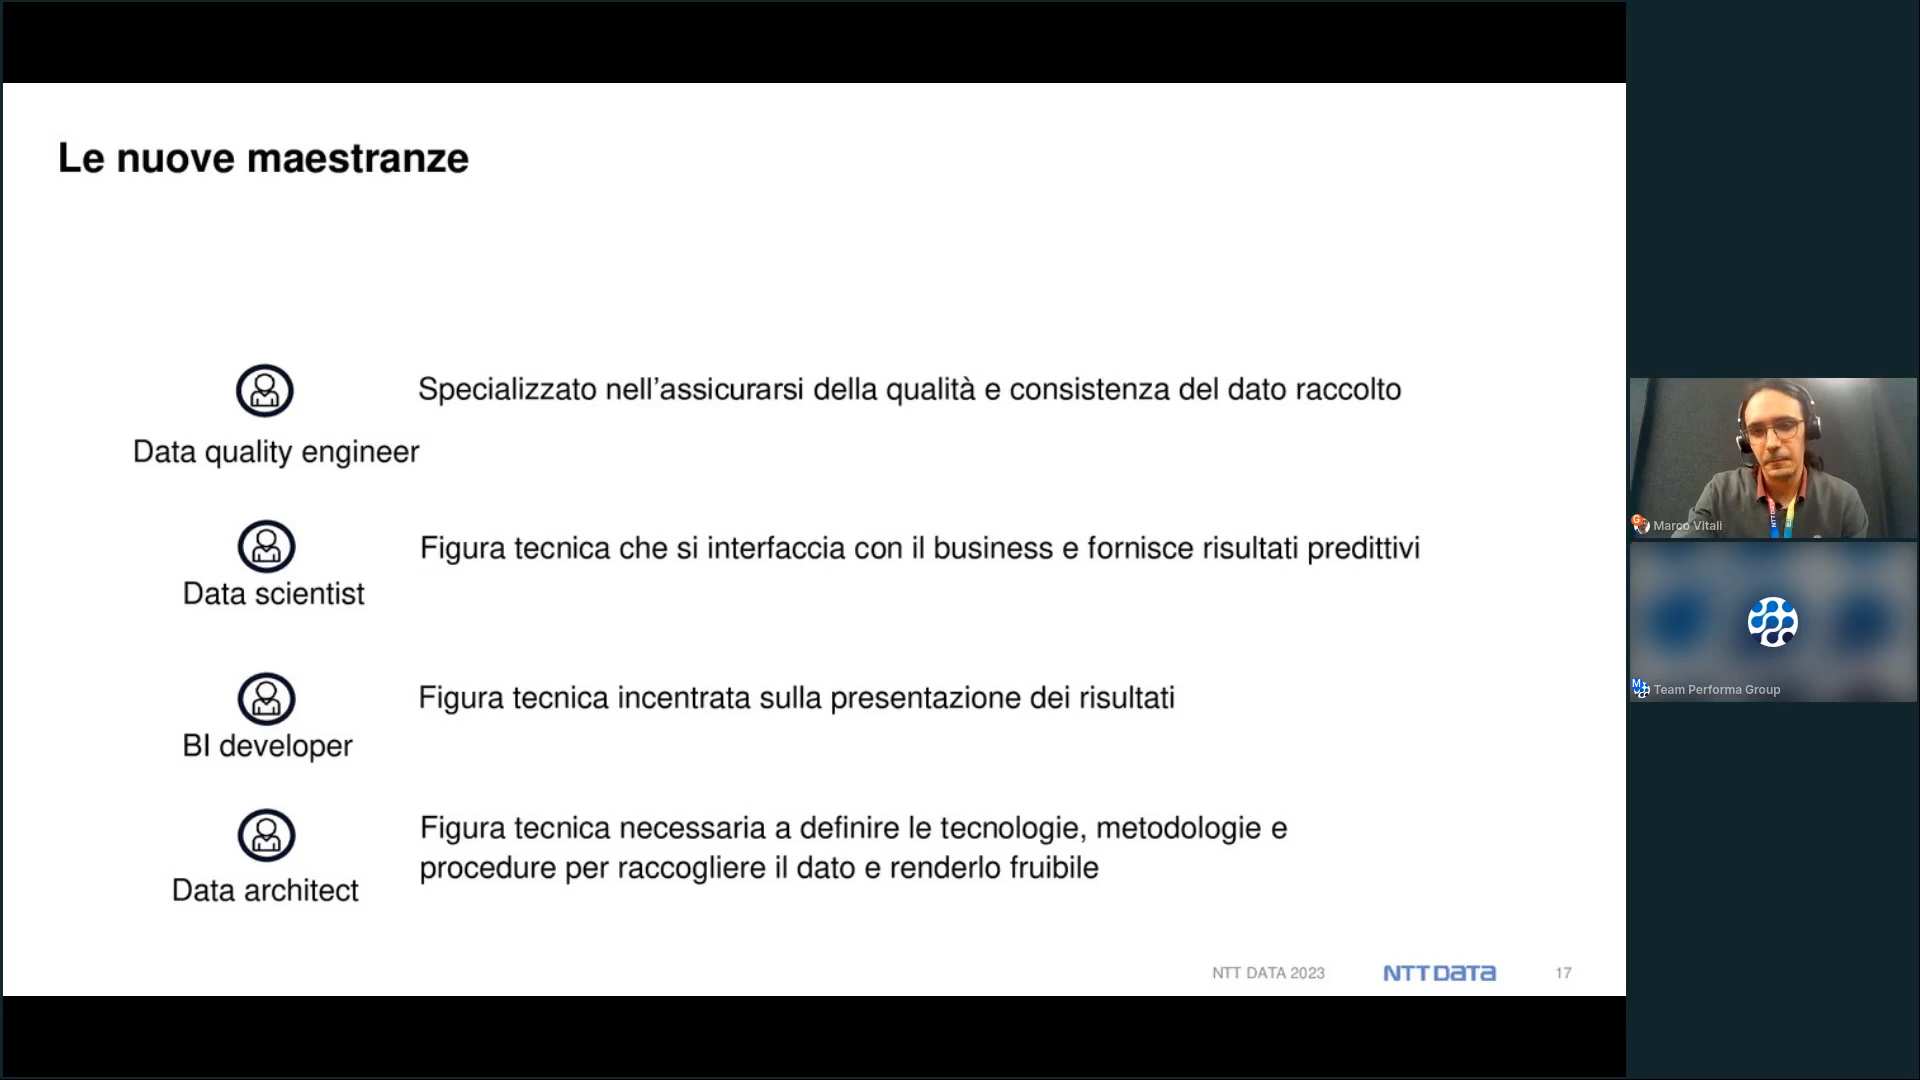 Le nuove maestranze
Specializzato nell’assicurarsi della qualità e consistenza del dato raccolto
Data quality engineer
Figura tecnica che si interfaccia con il business e fornisce risultati predittivi
Data scientist
Figura tecnica incentrata sulla presentazione dei risultati
BI developer
Figura tecnica necessaria a definire le tecnologie, metodologie e
procedure per raccogliere il dato e renderlo fruibile
Data architect
NTT DATA 2023
NTT DATA
17
Marco Vitali
Team Performa Group